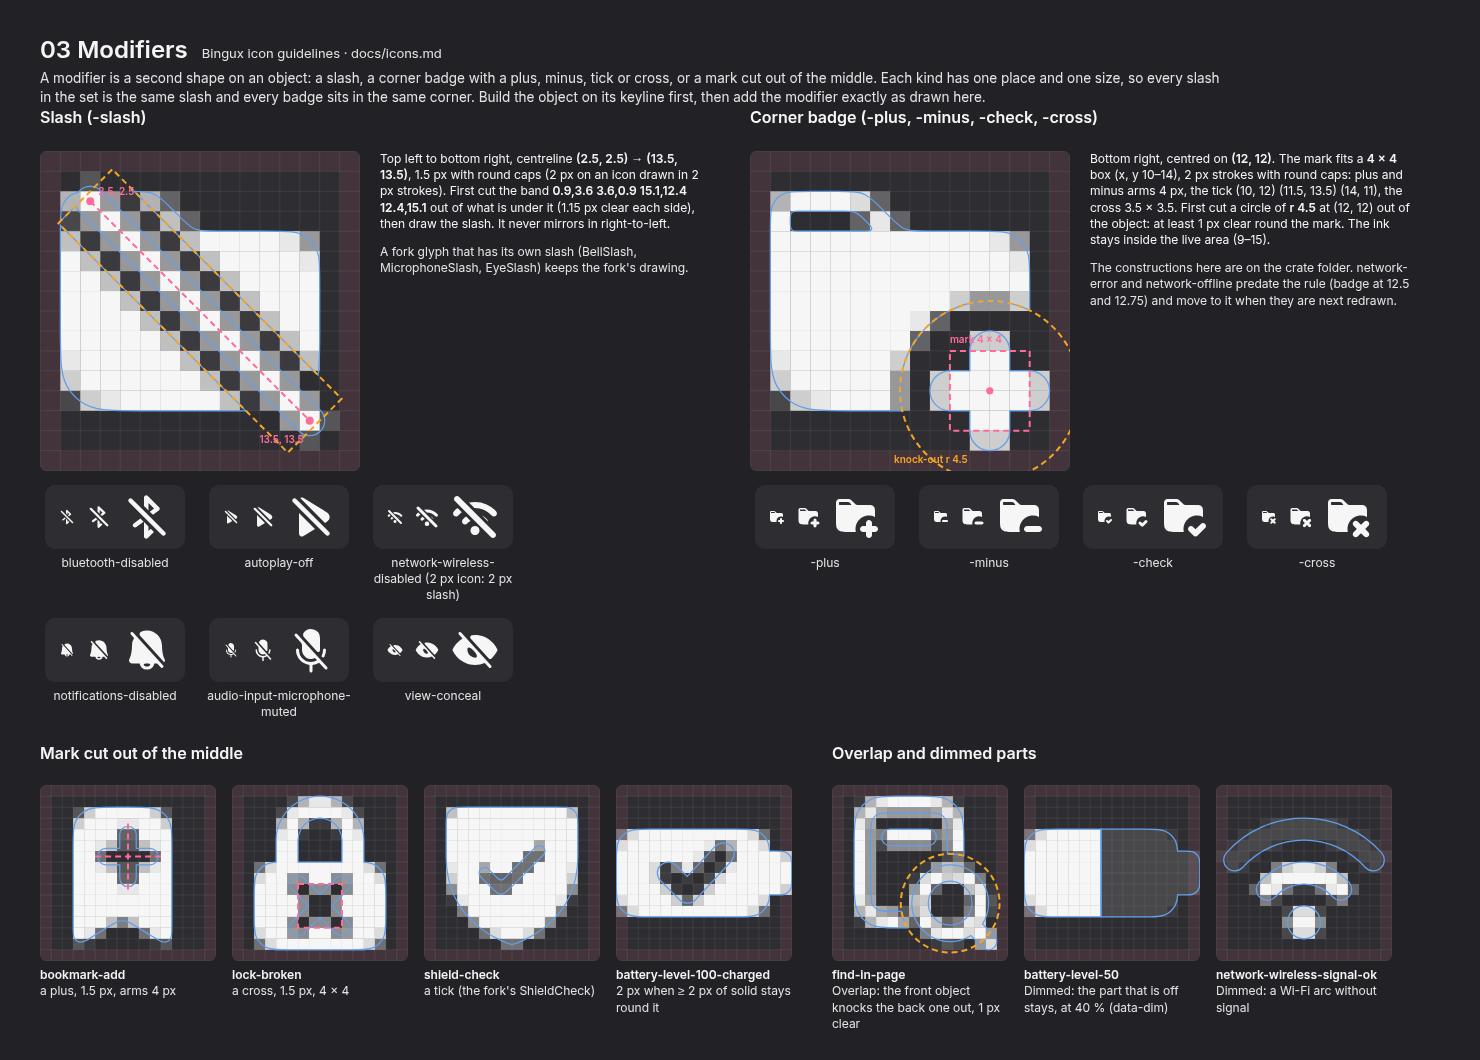 03 Modifiers Bingux icon guidelines · docs/icons.md
A modifier is a second shape on an object: a slash, a corner badge with a plus, minus, tick or cross, or a mark cut out of the middle. Each kind has one place and one size, so every slash
in the set is the same slash and every badge sits in the same corner. Build the object on its keyline first, then add the modifier exactly as drawn here.
Slash (-slash)
2.5, 2.5
13.5, 13.5
Top left to bottom right, centreline (2.5, 2.5) → (13.5,
13.5), 1.5 px with round caps (2 px on an icon drawn in 2
px strokes). First cut the band 0.9,3.6 3.6,0.9 15.1,12.4
12.4,15.1 out of what is under it (1.15 px clear each side),
then draw the slash. It never mirrors in right-to-left.
A fork glyph that has its own slash (BellSlash,
MicrophoneSlash, EyeSlash) keeps the fork's drawing.
bluetooth-disabled
autoplay-off
network-wireless-
disabled (2 px icon: 2 px
slash)
notifications-disabled
audio-input-microphone-
muted
view-conceal
Corner badge (-plus, -minus, -check, -cross)
mark 4 × 4
knock-out r 4.5
Bottom right, centred on (12, 12). The mark fits a 4 × 4
box (x, y 10–14), 2 px strokes with round caps: plus and
minus arms 4 px, the tick (10, 12) (11.5, 13.5) (14, 11), the
cross 3.5 × 3.5. First cut a circle of r 4.5 at (12, 12) out of
the object: at least 1 px clear round the mark. The ink
stays inside the live area (9–15).
The constructions here are on the crate folder. network-
error and network-offline predate the rule (badge at 12.5
and 12.75) and move to it when they are next redrawn.
-plus
-minus
-check
-cross
Mark cut out of the middle
bookmark-add
a plus, 1.5 px, arms 4 px
lock-broken
a cross, 1.5 px, 4 × 4
shield-check
a tick (the fork's ShieldCheck)
battery-level-100-charged
2 px when ≥ 2 px of solid stays
round it
Overlap and dimmed parts
find-in-page
Overlap: the front object
knocks the back one out, 1 px
clear
battery-level-50
Dimmed: the part that is off
stays, at 40 % (data-dim)
network-wireless-signal-ok
Dimmed: a Wi-Fi arc without
signal